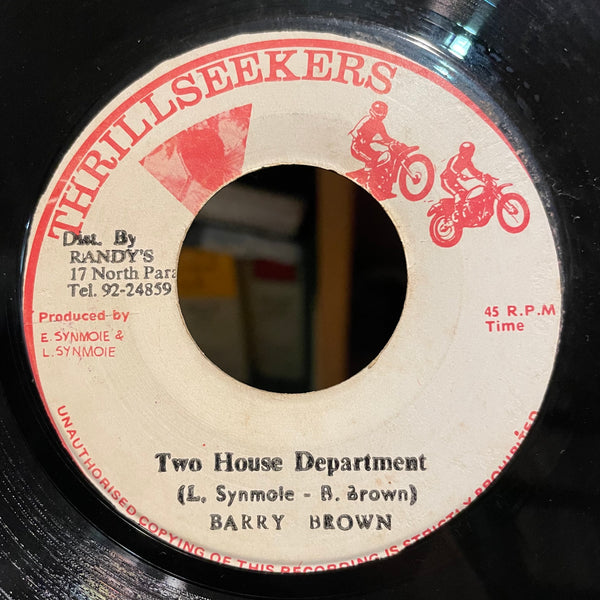 THRILLSEEKERS
Dist. By
RANDY'S
17 North Para
Tel. 92-24859
Produced by
E. SYNMOIE &
L. SYNMOIE
45 R.P.M
Time
Two House Department
(L. Synmoie - B. Brown)
BARRY BROWN
UNAUTHORISED COPYING OF THIS RECORDING IS STRICTLY PROHIBITED.